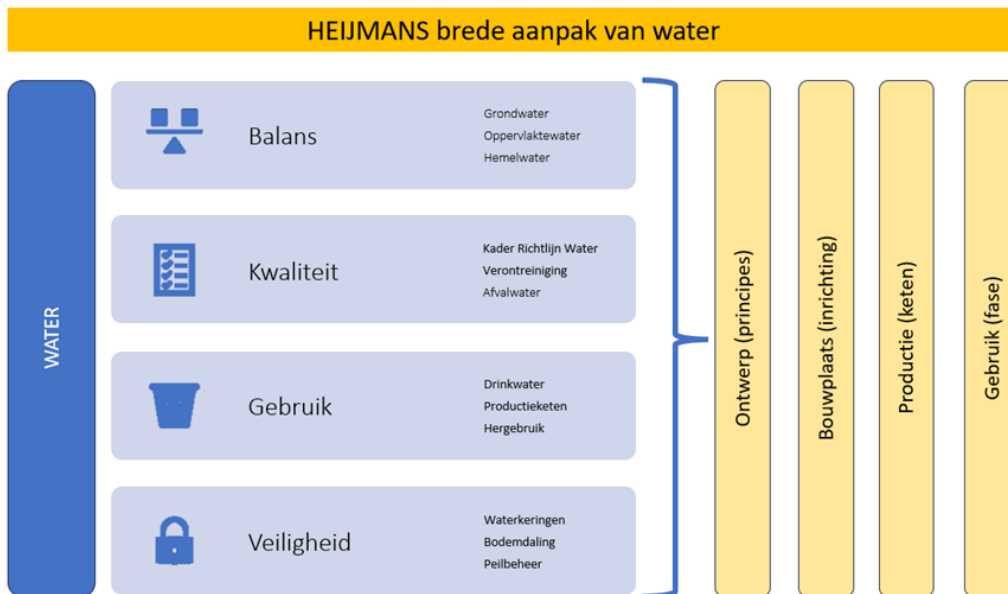 HEIJMANS brede aanpak van water
WATER
Balans
Grondwater
Oppervlaktewater
Hemelwater
Kwaliteit
Kader Richtlijn Water
Verontreiniging
Afvalwater
Gebruik
Drinkwater
Productieketen
Hergebruik
Veiligheid
Waterkeringen
Bodemdaling
Peilbeheer
Ontwerp (principes)
Bouwplaats (inrichting)
Productie (keten)
Gebruik (fase)